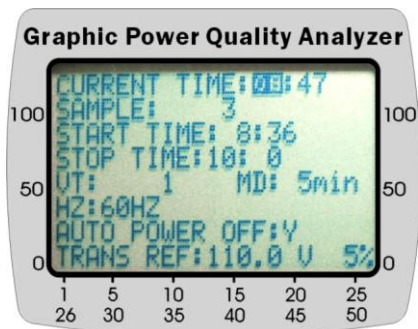 Graphic Power Quality Analyzer
CURRENT TIME:08:47
SAMPLE: 3
START TIME: 8:36
STOP TIME:10: 0
VT: 1 MD: 5min
HZ:60HZ
AUTO POWER OFF:Y
TRANS REF:110.0 V 5%
100 100
50 50
0 0
1 5 10 15 20 25
26 30 35 40 45 50